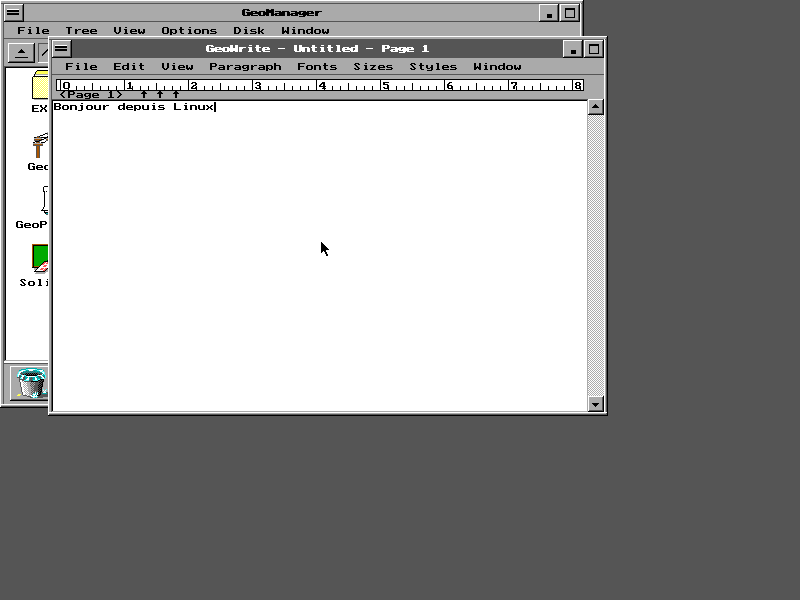 GeoManager
File Tree View Options Disk Window
GeoWrite - Untitled - Page 1
File Edit View Paragraph Fonts Sizes Styles Window
0 1 2 3 4 5 6 7 8
<Page 1>
Bonjour depuis Linux
EX
Geo
GeoP
Soli